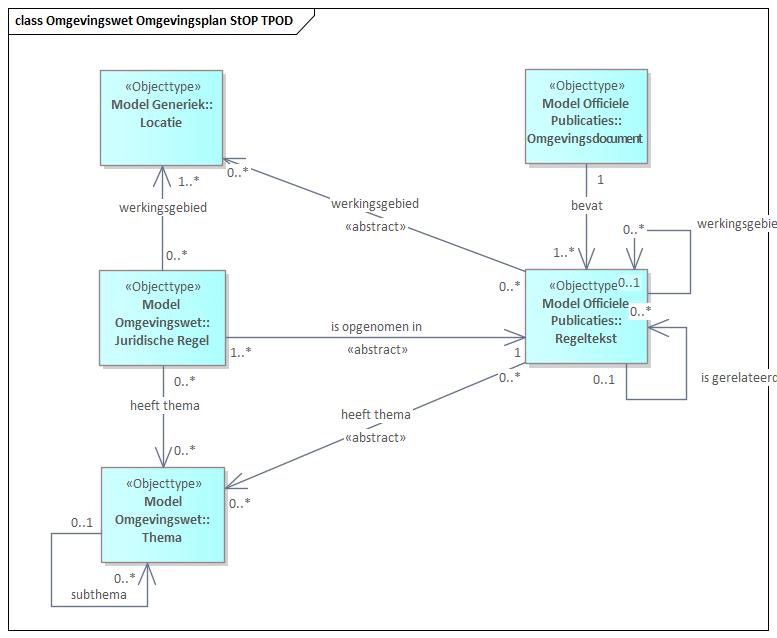 class Omgevingswet Omgevingsplan StOP TPOD
«Objecttype»
Model Generiek::
Locatie
«Objecttype»
Model Officiele
Publicaties::
Omgevingsdocument
0..*
1..*
1
werkingsgebied
werkingsgebied
«abstract»
bevat
0..*
werkingsgebie
0..*
1..*
«Objecttype»
Model
Omgevingswet::
Juridische Regel
0..*
«Objecttype
0..1
Model Officiele
Publicaties::
Regeltekst
0..*
is opgenomen in
«abstract»
1..*
1
0..*
0..*
0..1
is gerelateerd
heeft thema
heeft thema
«abstract»
0..*
«Objecttype»
Model
Omgevingswet::
Thema
0..*
0..1
0..*
subthema